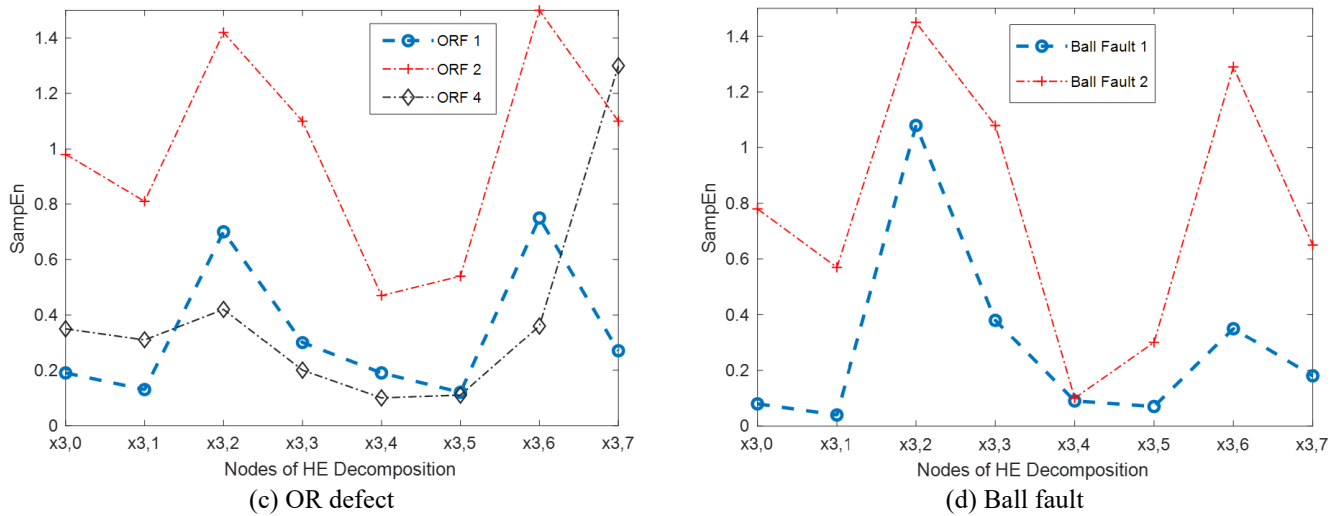 1.4
1.2
1
0.8
0.6
0.4
0.2
0
SampEn
ORF 1
ORF 2
ORF 4
x3,0 x3,1 x3,2 x3,3 x3,4 x3,5 x3,6 x3,7
Nodes of HE Decomposition
(c) OR defect
1.4
1.2
1
0.8
0.6
0.4
0.2
0
SampEn
Ball Fault 1
Ball Fault 2
x3,0 x3,1 x3,2 x3,3 x3,4 x3,5 x3,6 x3,7
Nodes of HE Decomposition
(d) Ball fault